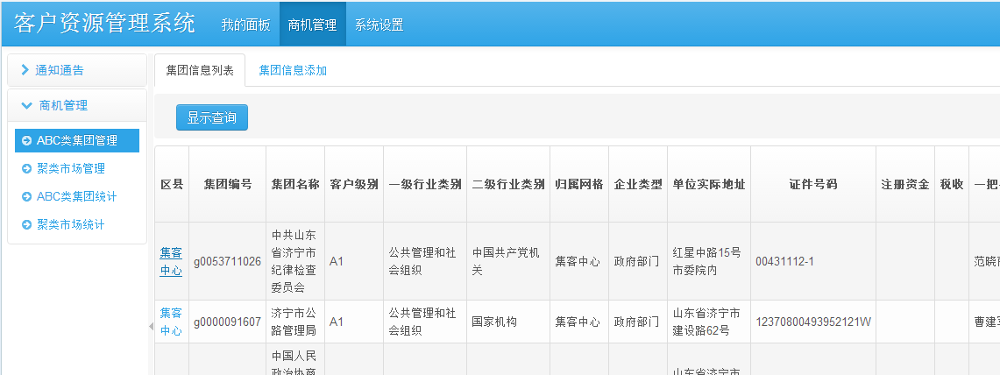 客户资源管理系统 我的面板 商机管理 系统设置
通知通告
商机管理
ABC类集团管理
聚类市场管理
ABC类集团统计
聚类市场统计
集团信息列表 集团信息添加
显示查询
区县 集团编号 集团名称 客户级别 一级行业类别 二级行业类别 归属网格 企业类型 单位实际地址 证件号码 注册资金 税收 一把
集客
中心
g0053711026
中共山东
省济宁市
纪律检查
委员会
A1
公共管理和社
会组织
中国共产党机
关
集客中心
政府部门
红星中路15号
市委院内
00431112-1
范晓
集客
中心
g0000091607
济宁市公
路管理局
A1
公共管理和社
会组织
国家机构
集客中心
政府部门
山东省济宁市
建设路62号
12370800493952121W
曹建
中国人民
政治协商
山东省济宁市